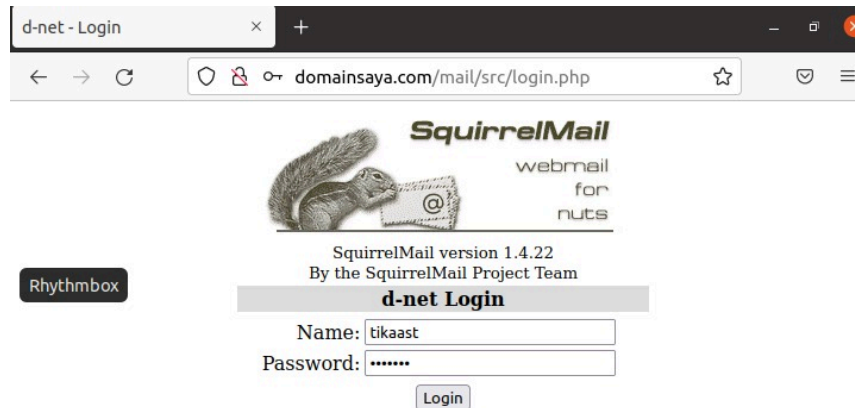 d-net - Login
domainsaya.com/mail/src/login.php
SquirrelMail
webmail
for
nuts
@
SquirrelMail version 1.4.22
By the SquirrelMail Project Team
Rhythmbox
d-net Login
Name: tikaast
Password: •••••••
Login